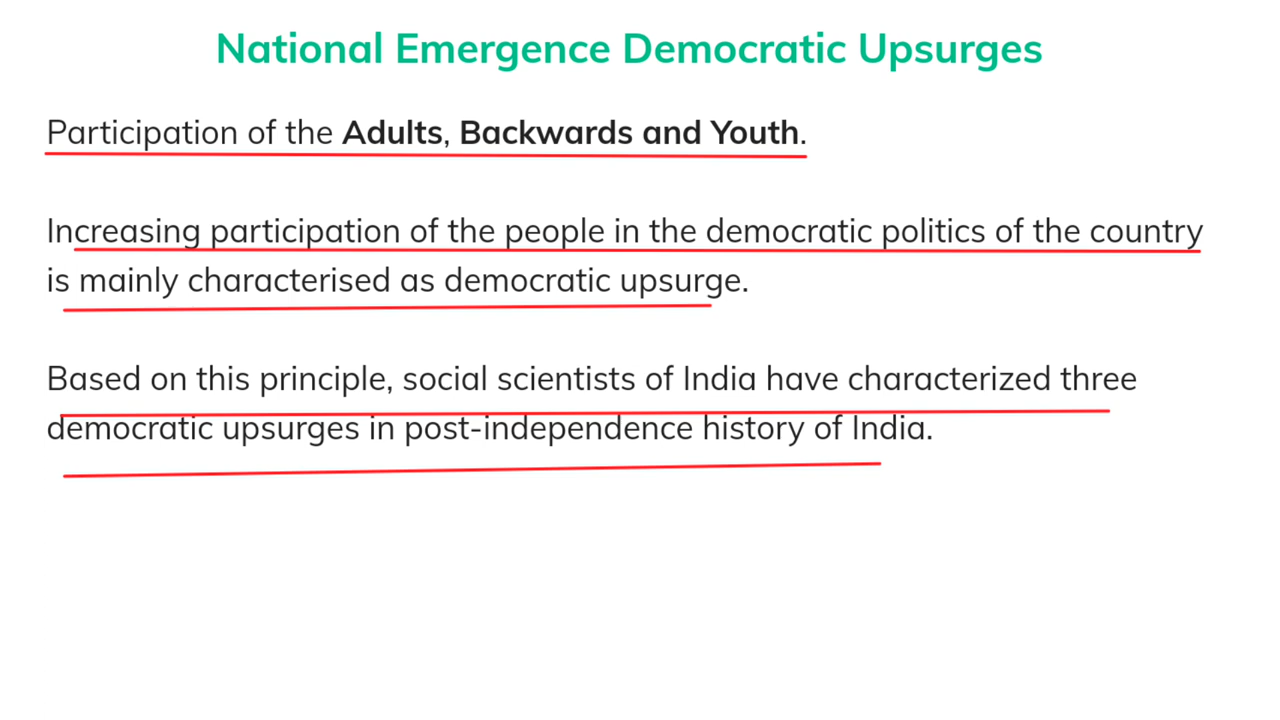 National Emergence Democratic Upsurges
Participation of the Adults, Backwards and Youth.
Increasing participation of the people in the democratic politics of the country
is mainly characterised as democratic upsurge.
Based on this principle, social scientists of India have characterized three
democratic upsurges in post-independence history of India.